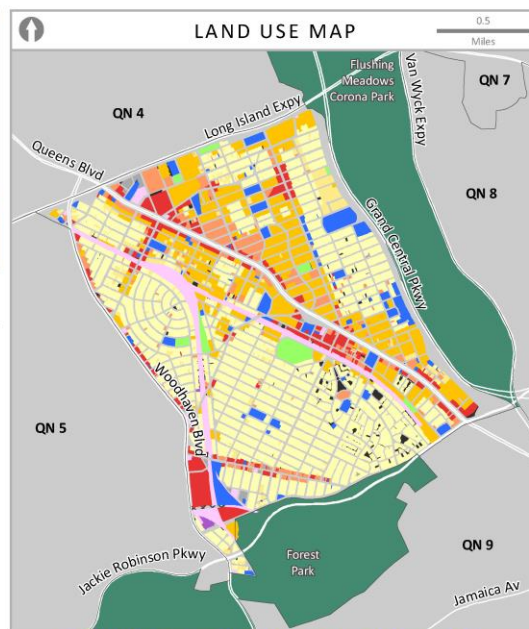 LAND USE MAP
0.5
Miles
Flushing
Meadows
Corona Park
Van Wyck Expy
QN 7
QN 4
Long Island Expy
Queens Blvd
QN 8
Grand Central Pkwy
Woodhaven Blvd
QN 5
QN 9
Forest
Park
Jackie Robinson Pkwy
Jamaica Av